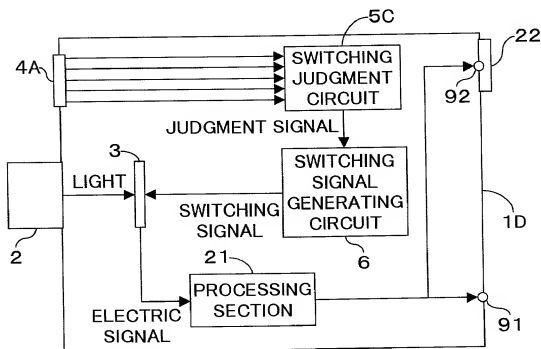 5C
22
4A
SWITCHING
JUDGMENT
CIRCUIT
92
JUDGMENT SIGNAL
3
LIGHT
SWITCHING
SIGNAL
GENERATING
CIRCUIT
SWITCHING
SIGNAL
1D
2
6
21
PROCESSING
SECTION
ELECTRIC
SIGNAL
91